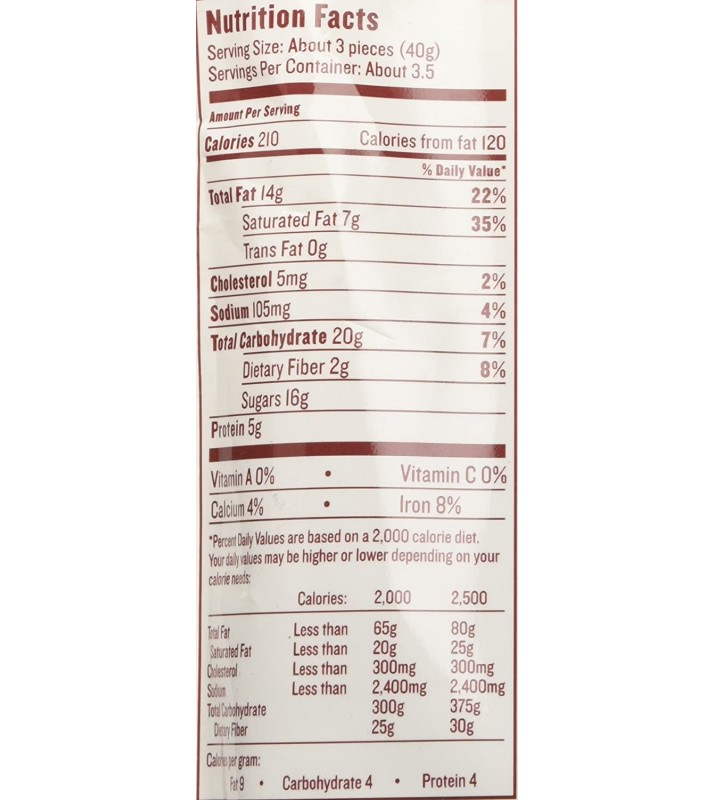 Nutrition Facts
Serving Size: About 3 pieces (40g)
Servings Per Container: About 3.5
Amount Per Serving
Calories 210 Calories from fat 120
% Daily Value*
Total Fat 14g 22%
Saturated Fat 7g 35%
Trans Fat 0g
Cholesterol 5mg 2%
Sodium 105mg 4%
Total Carbohydrate 20g 7%
Dietary Fiber 2g 8%
Sugars 16g
Protein 5g
Vitamin A 0% • Vitamin C 0%
Calcium 4% • Iron 8%
*Percent Daily Values are based on a 2,000 calorie diet.
Your daily values may be higher or lower depending on your
calorie needs:
Calories: 2,000 2,500
Total Fat Less than 65g 80g
Saturated Fat Less than 20g 25g
Cholesterol Less than 300mg 300mg
Sodium Less than 2,400mg 2,400mg
Total Carbohydrate 300g 375g
Dietary Fiber 25g 30g
Calories per gram:
Fat 9 • Carbohydrate 4 • Protein 4